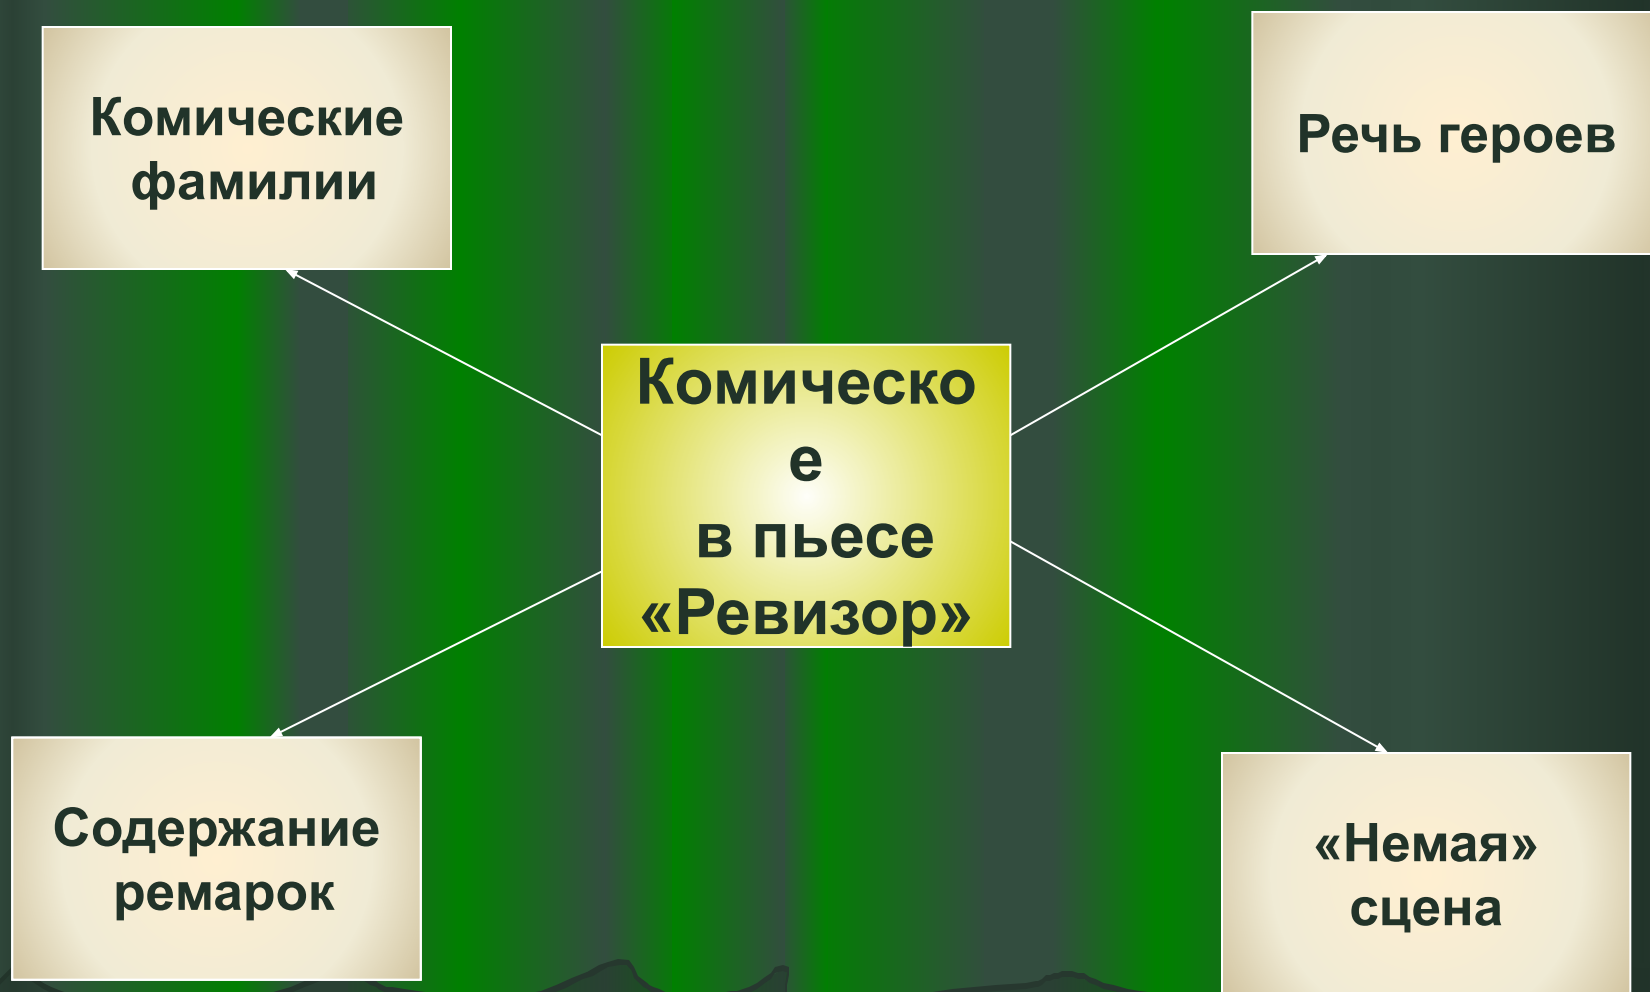 Комические
фамилии
Речь героев
Комическо
е
в пьесе
«Ревизор»
Содержание
ремарок
«Немая»
сцена